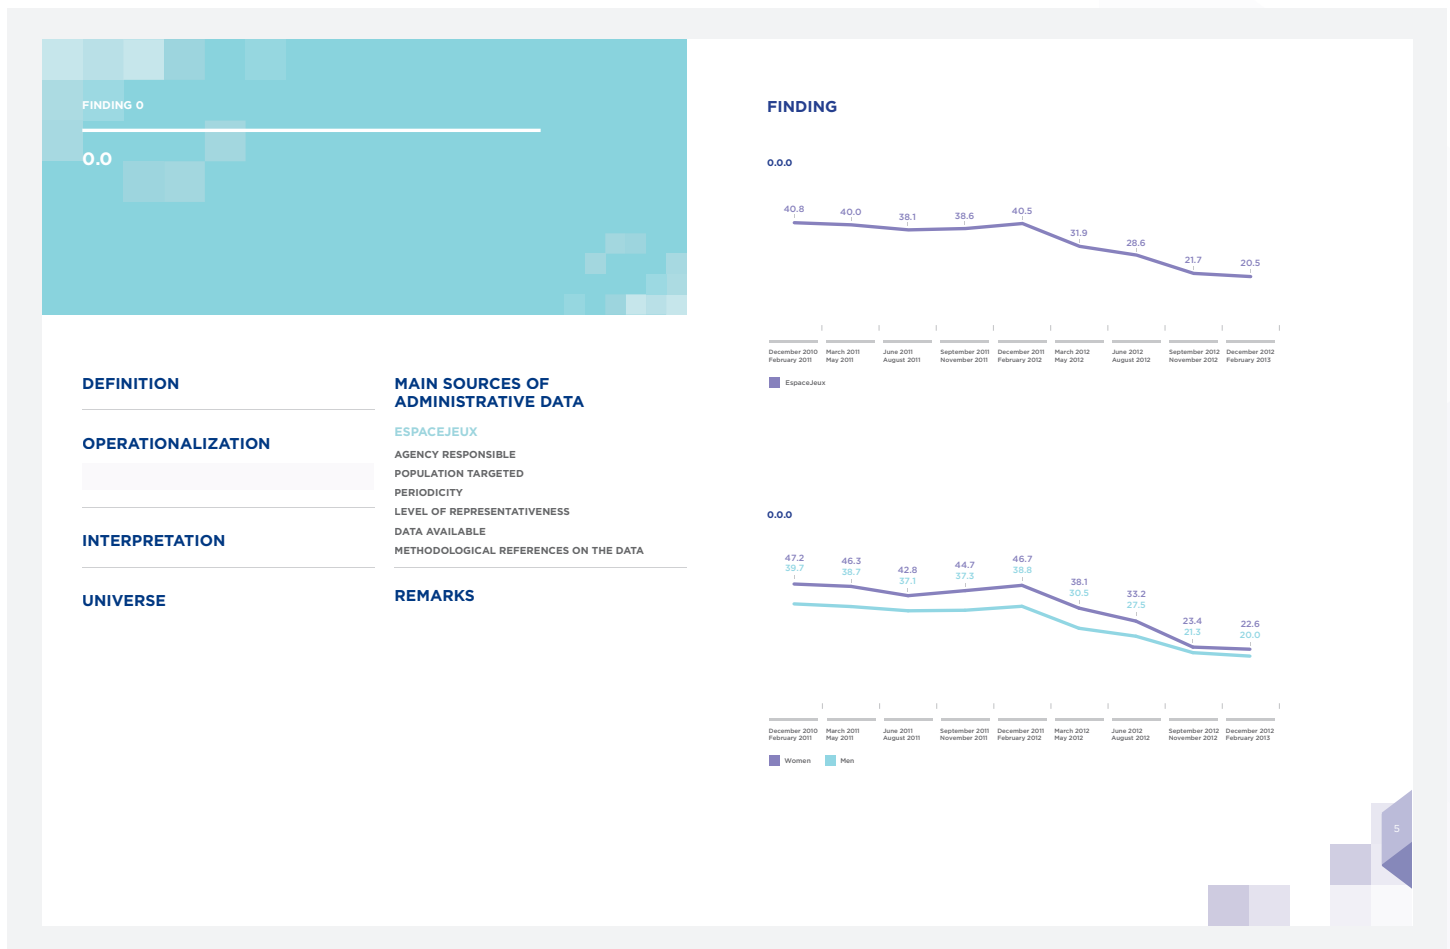 FINDING 0
0.0
DEFINITION
OPERATIONALIZATION
INTERPRETATION
UNIVERSE
MAIN SOURCES OF
ADMINISTRATIVE DATA
ESPACEJEUX
AGENCY RESPONSIBLE
POPULATION TARGETED
PERIODICITY
LEVEL OF REPRESENTATIVENESS
DATA AVAILABLE
METHODOLOGICAL REFERENCES ON THE DATA
REMARKS
FINDING
0.0.0
40.8 40.0 38.1 38.6 40.5 31.9 28.6 21.7 20.5
December 2010 March 2011 June 2011 September 2011 December 2011 March 2012 June 2012 September 2012 December 2012
February 2011 May 2011 August 2011 November 2011 February 2012 May 2012 August 2012 November 2012 February 2013
EspaceJeux
0.0.0
47.2 46.3 42.8 44.7 46.7 38.1 33.2 23.4 22.6
39.7 38.7 37.1 37.3 38.8 30.5 27.5 21.3 20.0
December 2010 March 2011 June 2011 September 2011 December 2011 March 2012 June 2012 September 2012 December 2012
February 2011 May 2011 August 2011 November 2011 February 2012 May 2012 August 2012 November 2012 February 2013
Women Men
5